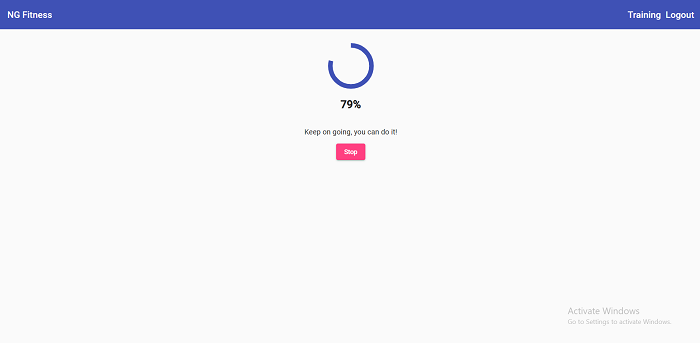 NG Fitness
Training Logout
79%
Keep on going, you can do it!
Stop
Activate Windows
Go to Settings to activate Windows.